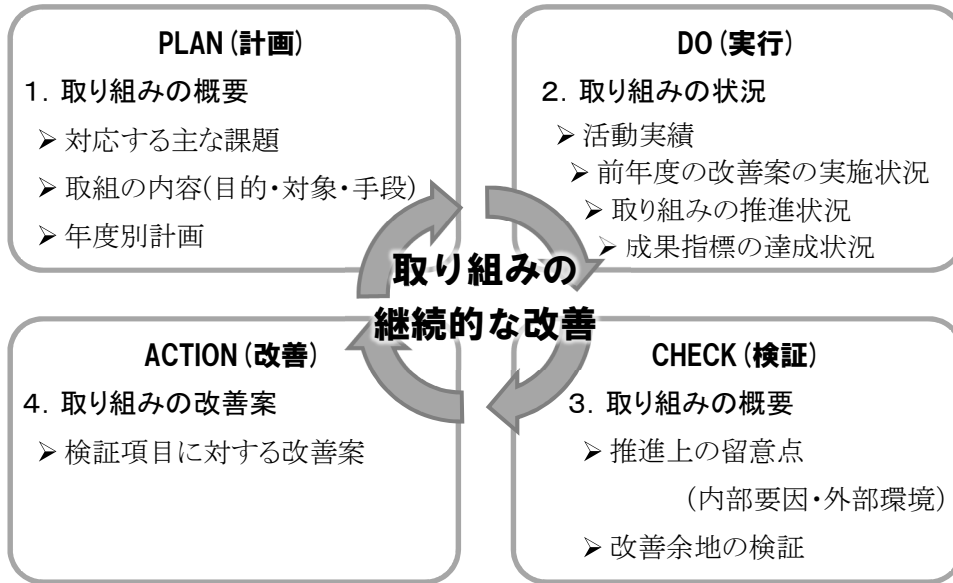 PLAN(計画)
1．取り組みの概要
➢対応する主な課題
➢取組の内容(目的・対象・手段)
➢年度別計画
DO(実行)
2．取り組みの状況
➢活動実績
➢前年度の改善案の実施状況
➢取り組みの推進状況
➢成果指標の達成状況
取り組みの
継続的な改善
ACTION(改善)
4．取り組みの改善案
➢検証項目に対する改善案
CHECK(検証)
3．取り組みの概要
➢推進上の留意点
(内部要因・外部環境)
➢改善余地の検証